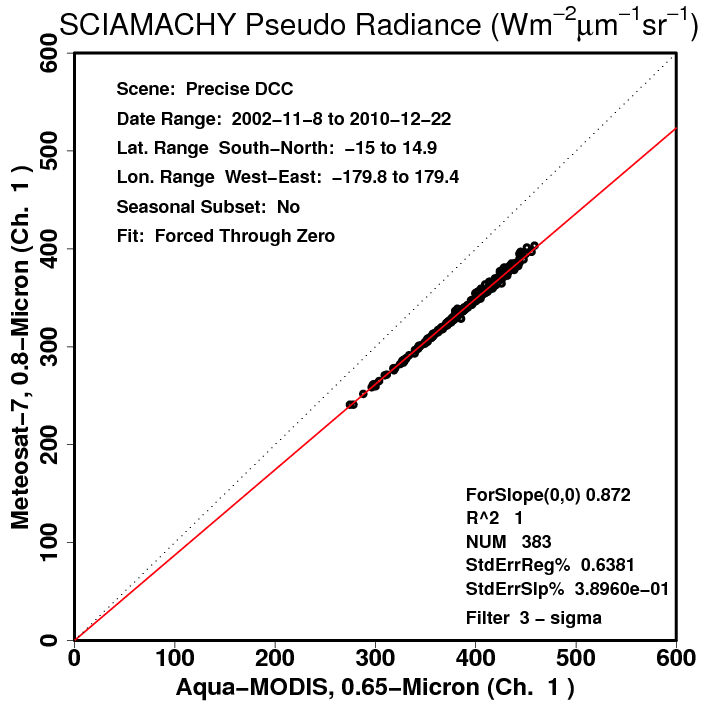 SCIAMACHY Pseudo Radiance (Wm⁻²μm⁻¹sr⁻¹)
Scene: Precise DCC
Date Range: 2002−11−8 to 2010−12−22
Lat. Range South−North: −15 to 14.9
Lon. Range West−East: −179.8 to 179.4
Seasonal Subset: No
Fit: Forced Through Zero
600
500
400
300
200
100
0
Meteosat−7, 0.8−Micron (Ch. 1 )
ForSlope(0,0) 0.872
R^2 1
NUM 383
StdErrReg% 0.6381
StdErrSlp% 3.8960e−01
Filter 3 − sigma
0 100 200 300 400 500 600
Aqua−MODIS, 0.65−Micron (Ch. 1 )